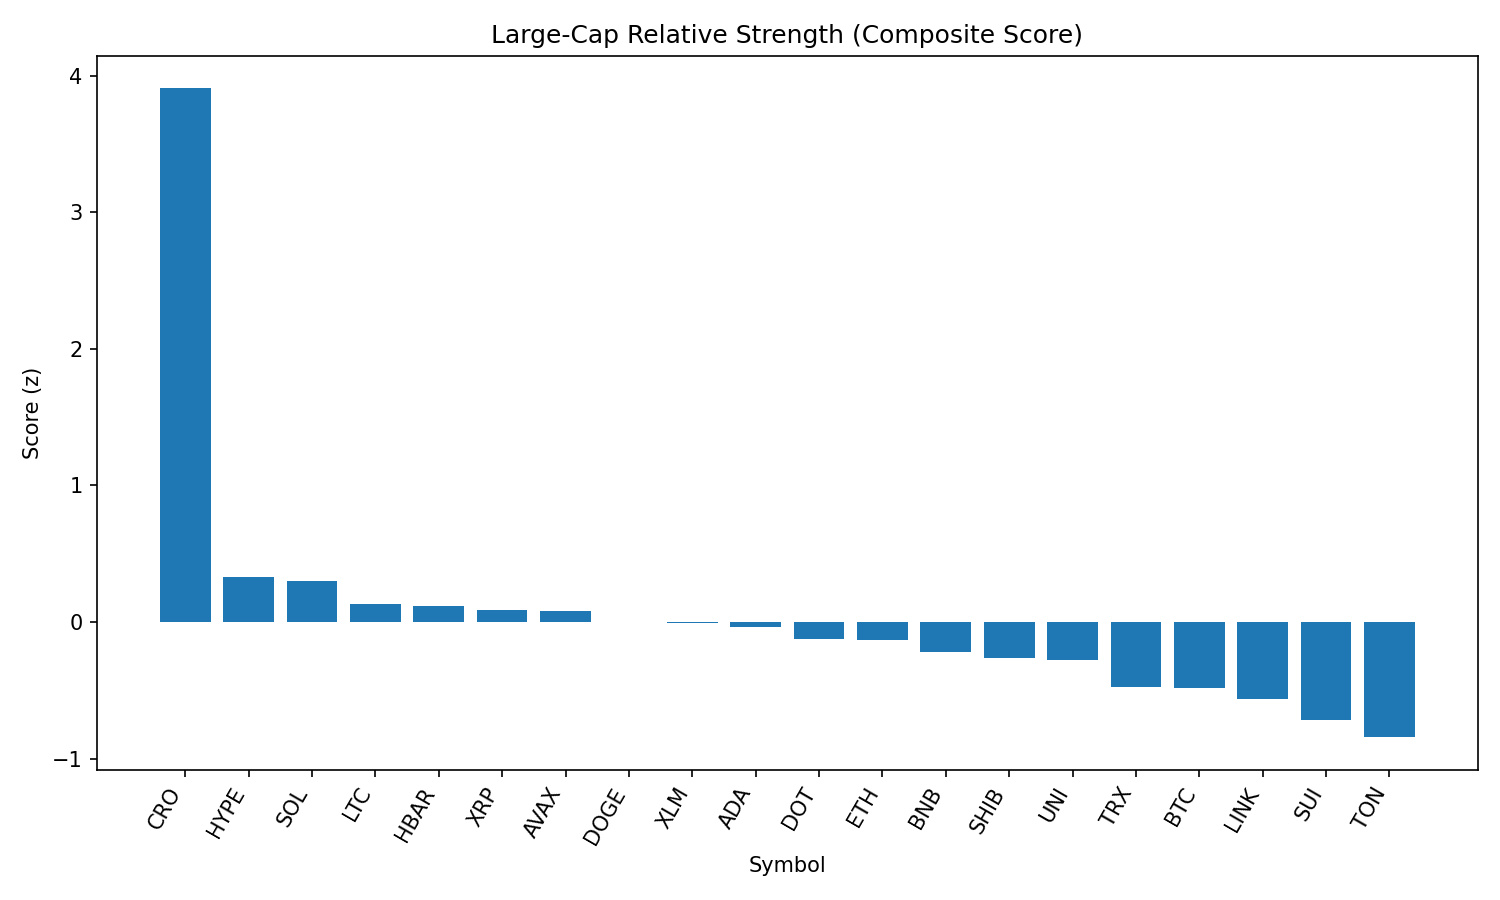 Large-Cap Relative Strength (Composite Score)
4
3
2
1
0
−1
Score (z)
CRO
HYPE
SOL
LTC
HBAR
XRP
AVAX
DOGE
XLM
ADA
DOT
ETH
BNB
SHIB
UNI
TRX
BTC
LINK
SUI
TON
Symbol